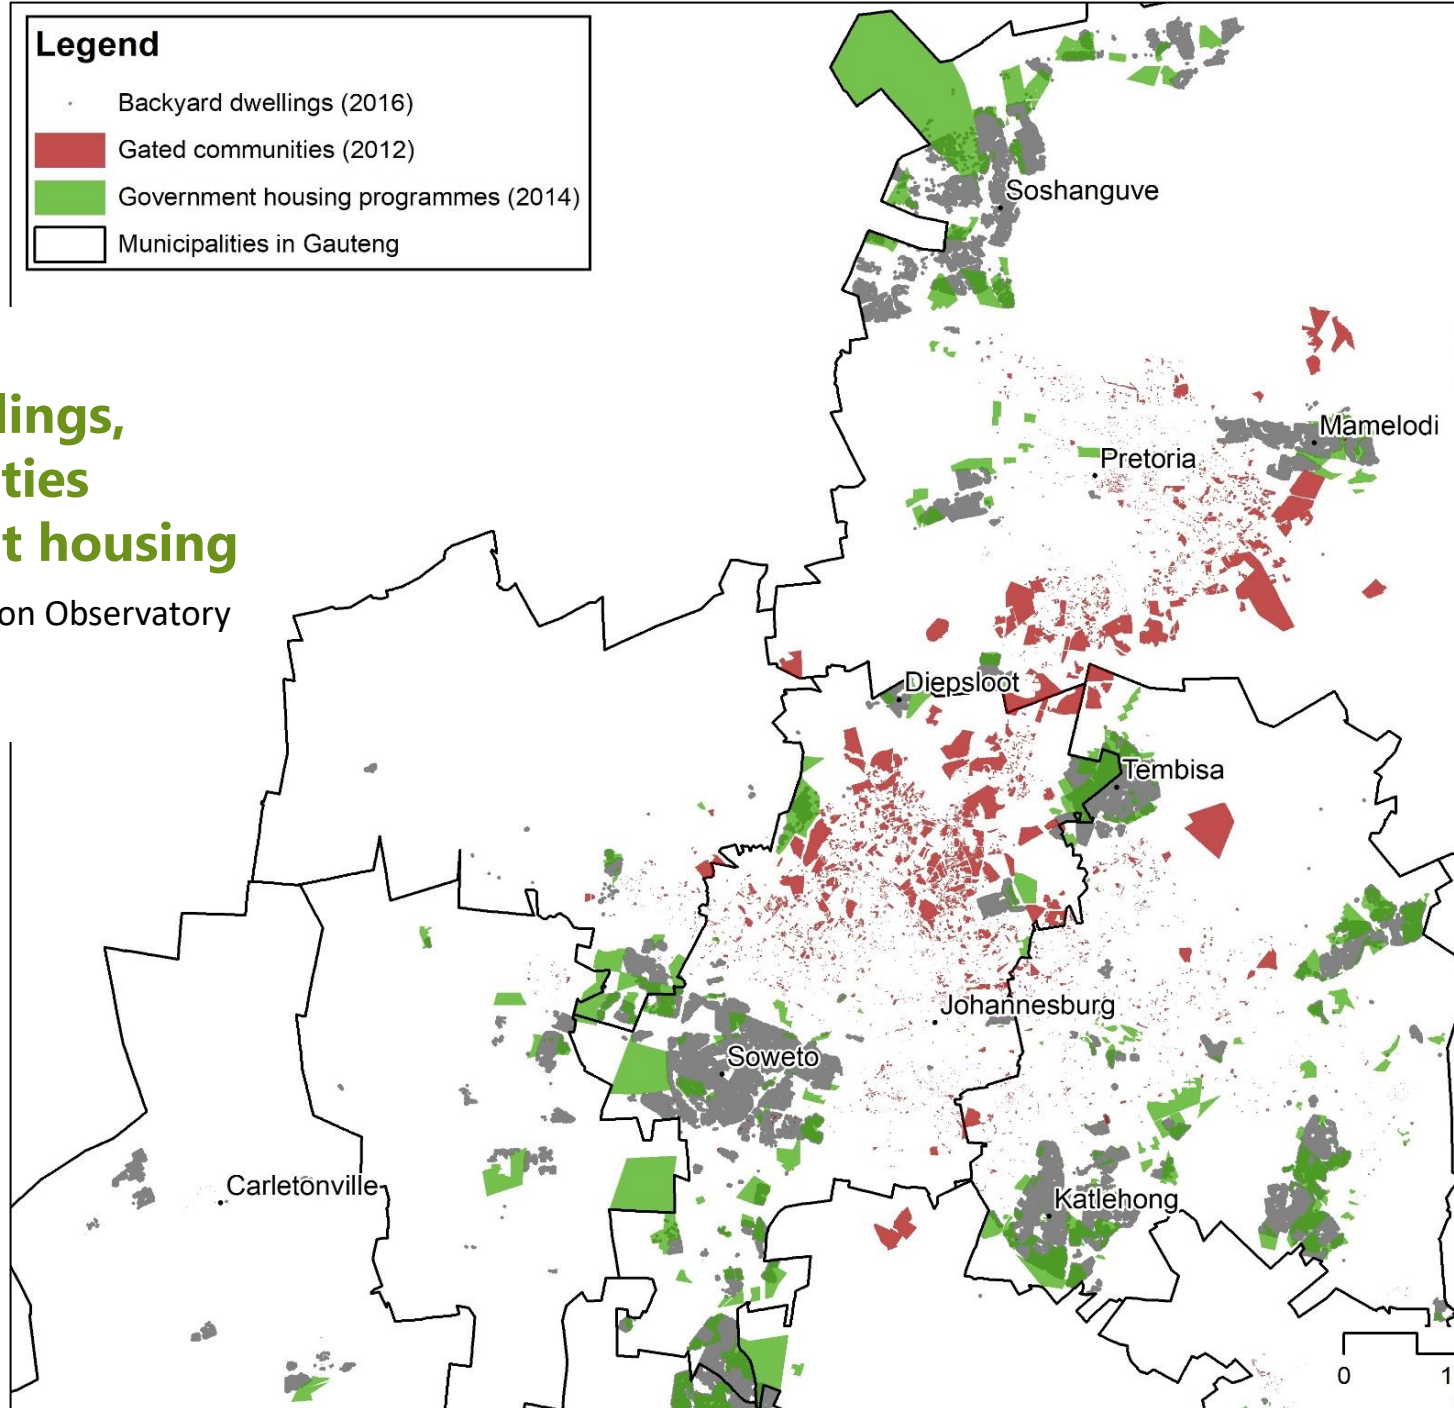 Legend
Backyard dwellings (2016)
Gated communities (2012)
Government housing programmes (2014)
Municipalities in Gauteng
Soshanguve
lings,
ties
t housing
on Observatory
Mamelodi
Pretoria
Diepsloot
Tembisa
Johannesburg
Soweto
Carletonville
Katlehong
0 1